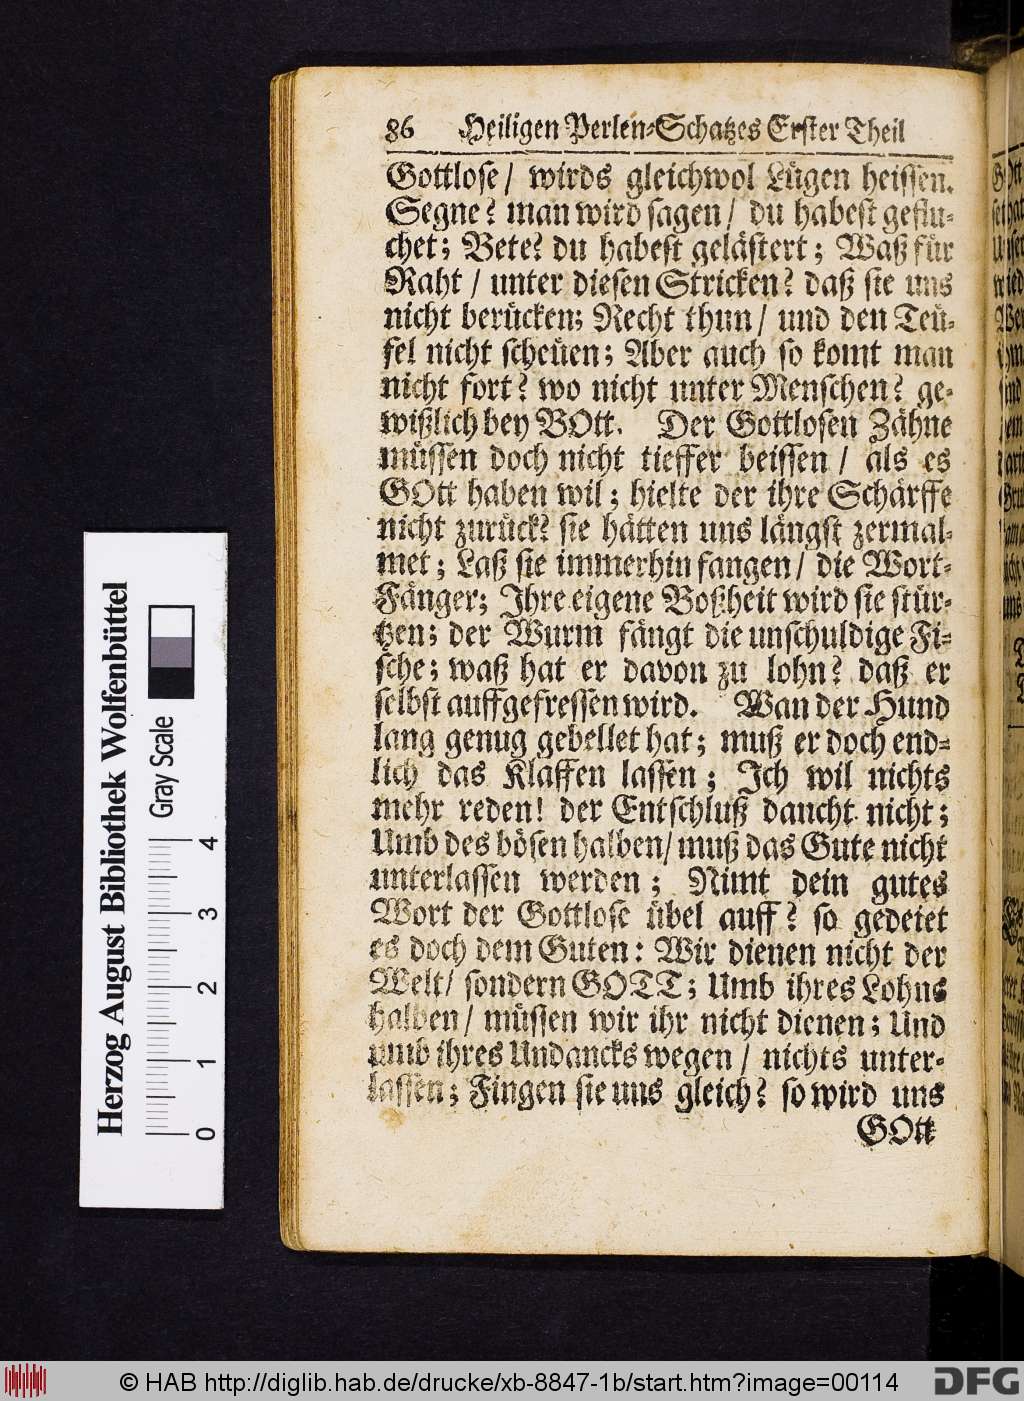 86 Heiligen Perlen-Schatzes Erster Theil
Gottlose / wirds gleichwol Lügen heissen.
Segne? man wird sagen / du habest geflu-
chet; Bete? du habest gelästert; Waß für
Raht / unter diesen Stricken? daß sie uns
nicht berücken; Recht thun / und den Teü-
fel nicht scheüen; Aber auch so komt man
nicht fort? wo nicht unter Menschen? ge-
wißlich bey GOtt. Der Gottlosen Zähne
müssen doch nicht tieffer beissen / als es
GOtt haben wil; hielte der ihre Schärffe
nicht zurück? sie hätten uns längst zermal-
met; Laß sie immerhin fangen / die Wort-
Fänger; Ihre eigene Boßheit wird sie stür-
tzen; der Wurm fängt die unschuldige Fi-
sche; waß hat er davon zu lohn? daß er
selbst auffgefressen wird. Wan der Hund
lang genug gebellet hat; muß er doch end-
lich das Klaffen lassen; Ich wil nichts
mehr reden! der Entschluß daucht nicht;
Umb des bösen halben / muß das Gute nicht
unterlassen werden; Nimt dein gutes
Wort der Gottlose übel auff? so gedeiet
es doch dem Guten: Wir dienen nicht der
Welt / sondern GOTT; Umb ihres Lohns
halben / müssen wir ihr nicht dienen; Und
umb ihres Undancks wegen / nichts unter-
lassen; Fingen sie uns gleich? so wird uns
GOtt
Herzog August Bibliothek Wolfenbüttel
Gray Scale
0 1 2 3 4
© HAB http://diglib.hab.de/drucke/xb-8847-1b/start.htm?image=00114
DFG